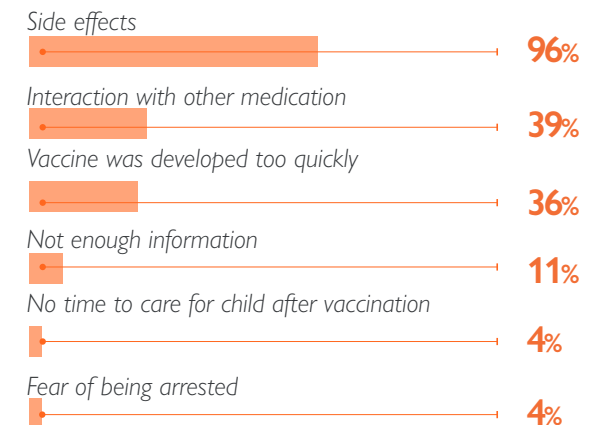 Side effects
96%
Interaction with other medication
39%
Vaccine was developed too quickly
36%
Not enough information
11%
No time to care for child after vaccination
4%
Fear of being arrested
4%